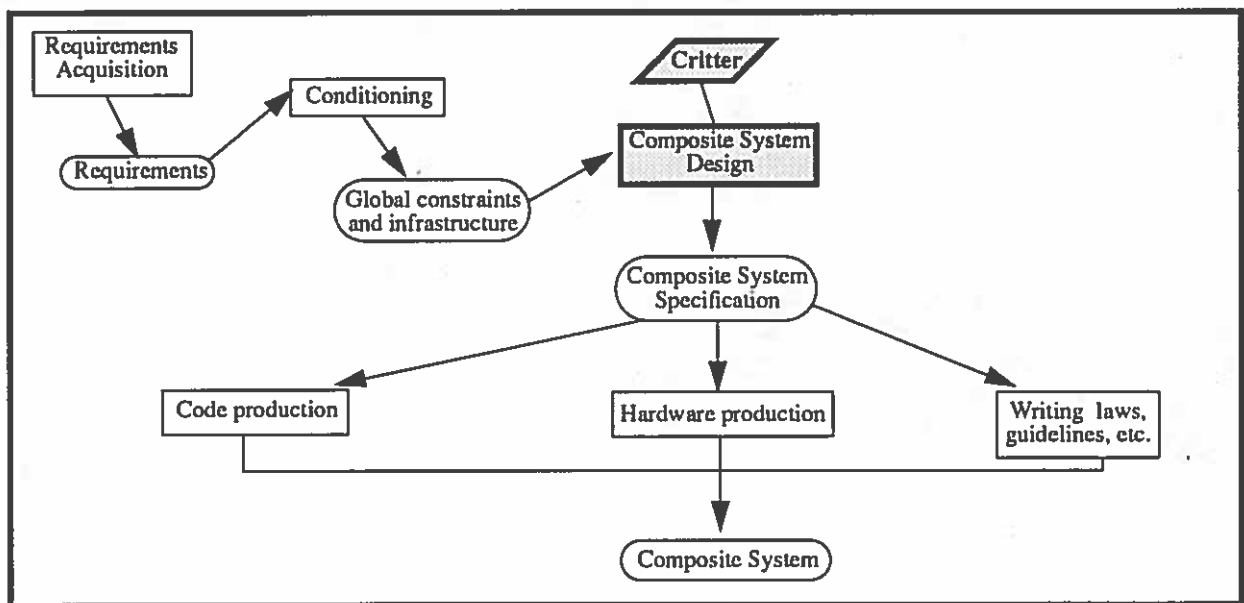 Requirements
Acquisition
Critter
Conditioning
Composite System
Design
Requirements
Global constraints
and infrastructure
Composite System
Specification
Code production
Hardware production
Writing laws,
guidelines, etc.
Composite System